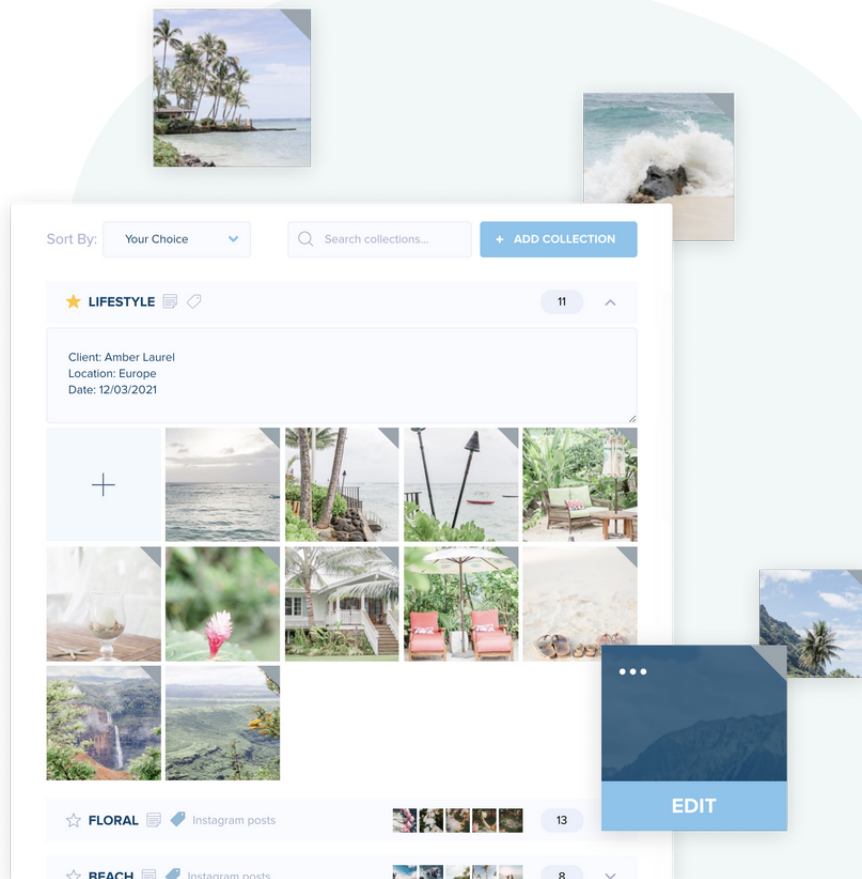 Sort By:
Your Choice
Search collections...
+ ADD COLLECTION
LIFESTYLE
11
Client: Amber Laurel
Location: Europe
Date: 12/03/2021
EDIT
FLORAL
Instagram posts
13
BEACH
Instagram posts
8